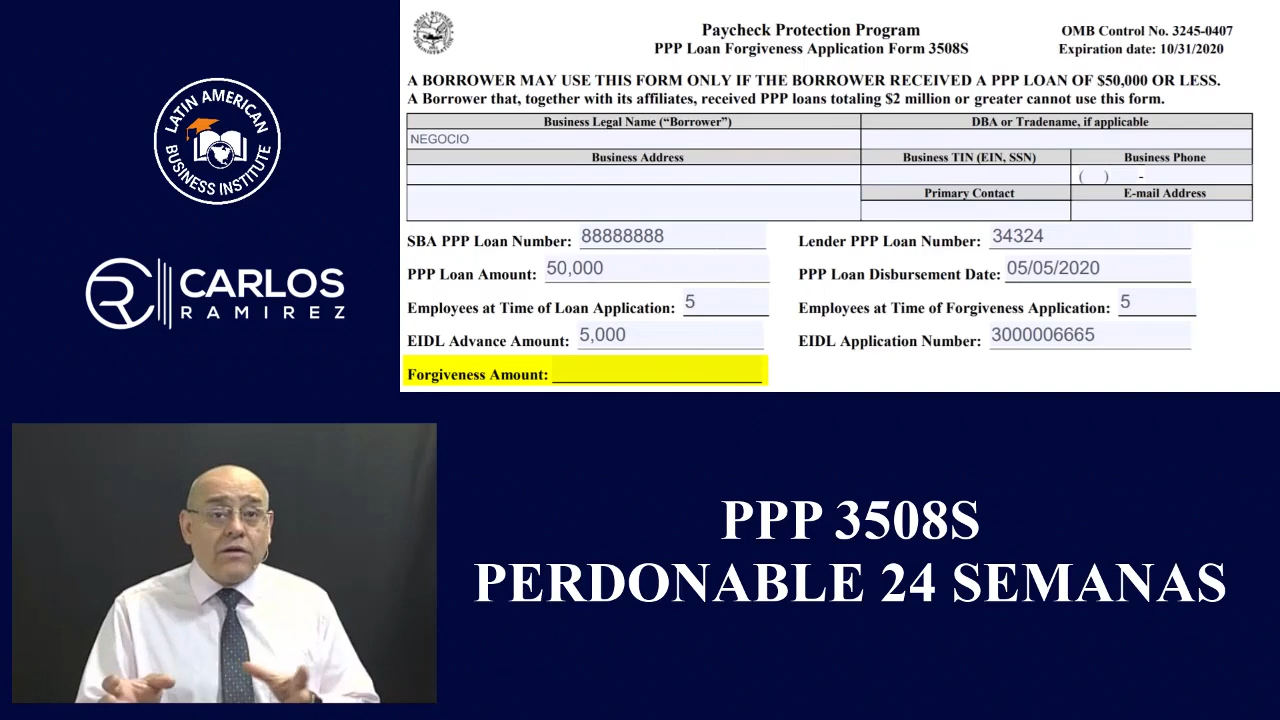 LATIN AMERICAN
BUSINESS INSTITUTE
CARLOS
RAMIREZ
Paycheck Protection Program
PPP Loan Forgiveness Application Form 3508S
OMB Control No. 3245-0407
Expiration date: 10/31/2020
A BORROWER MAY USE THIS FORM ONLY IF THE BORROWER RECEIVED A PPP LOAN OF $50,000 OR LESS.
A Borrower that, together with its affiliates, received PPP loans totaling $2 million or greater cannot use this form.
Business Legal Name (“Borrower”) DBA or Tradename, if applicable
NEGOCIO
Business Address Business TIN (EIN, SSN) Business Phone
( ) -
Primary Contact E-mail Address
SBA PPP Loan Number: 88888888 Lender PPP Loan Number: 34324
PPP Loan Amount: 50,000 PPP Loan Disbursement Date: 05/05/2020
Employees at Time of Loan Application: 5 Employees at Time of Forgiveness Application: 5
EIDL Advance Amount: 5,000 EIDL Application Number: 3000006665
Forgiveness Amount:
PPP 3508S
PERDONABLE 24 SEMANAS